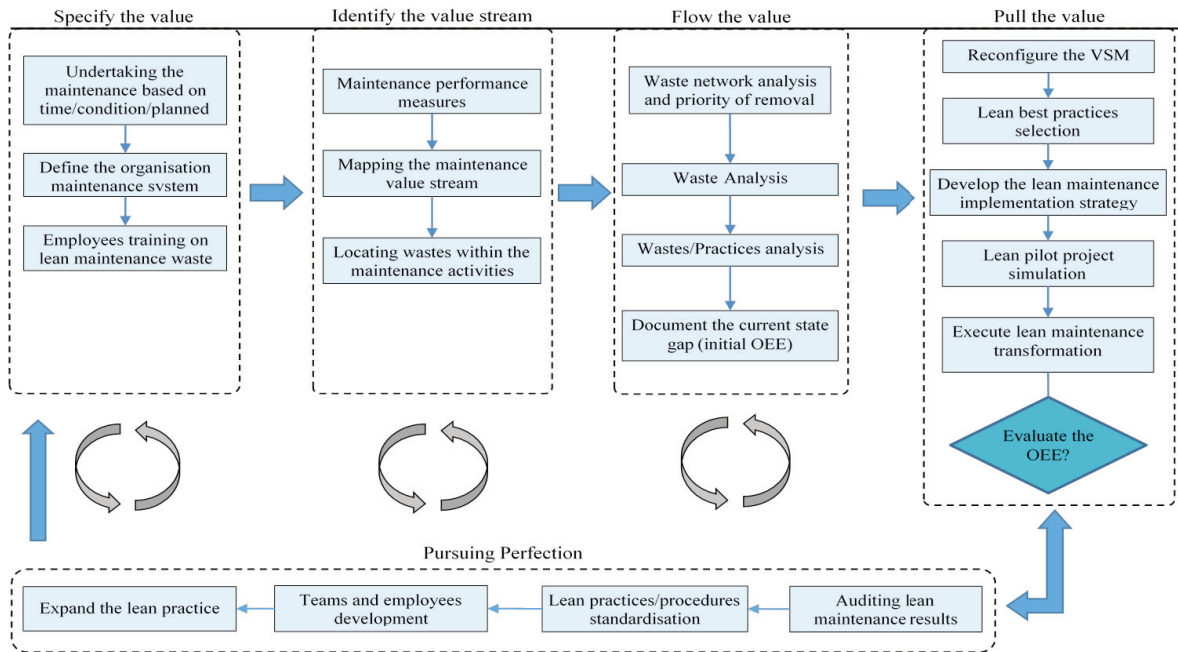 Specify the value
Identify the value stream
Flow the value
Pull the value
Undertaking the
maintenance based on
time/condition/planned
Define the organisation
maintenance system
Employees training on
lean maintenance waste
Maintenance performance
measures
Mapping the maintenance
value stream
Locating wastes within the
maintenance activities
Waste network analysis
and priority of removal
Waste Analysis
Wastes/Practices analysis
Document the current state
gap (initial OEE)
Reconfigure the VSM
Lean best practices
selection
Develop the lean maintenance
implementation strategy
Lean pilot project
simulation
Execute lean maintenance
transformation
Evaluate the
OEE?
Pursuing Perfection
Expand the lean practice
Teams and employees
development
Lean practices/procedures
standardisation
Auditing lean
maintenance results